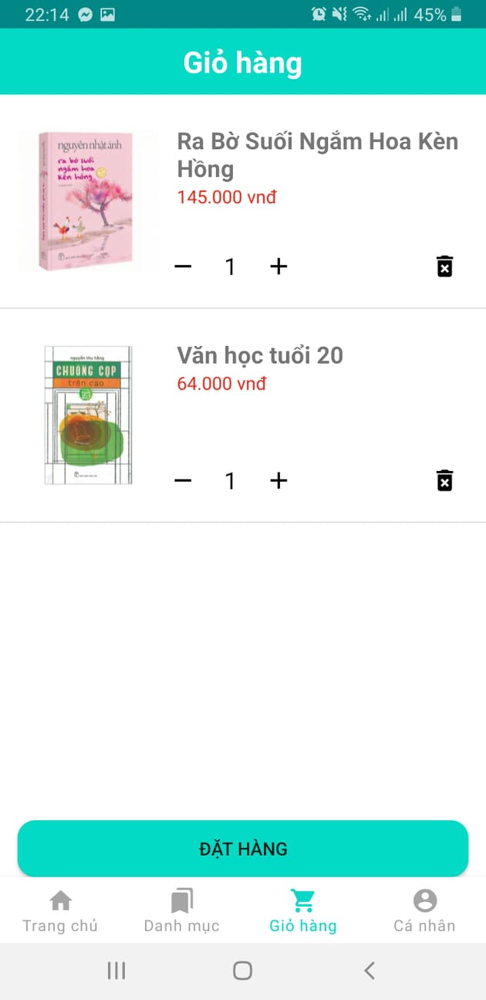 22:14
45%
Giỏ hàng
nguyễn nhật ánh
ra bờ suối
ngắm hoa
kèn hồng
Ra Bờ Suối Ngắm Hoa Kèn
Hồng
145.000 vnđ
1
nguyễn thu hằng
CHUÔNG CỌP
trên cao
Văn học tuổi 20
64.000 vnđ
1
ĐẶT HÀNG
Trang chủ
Danh mục
Giỏ hàng
Cá nhân